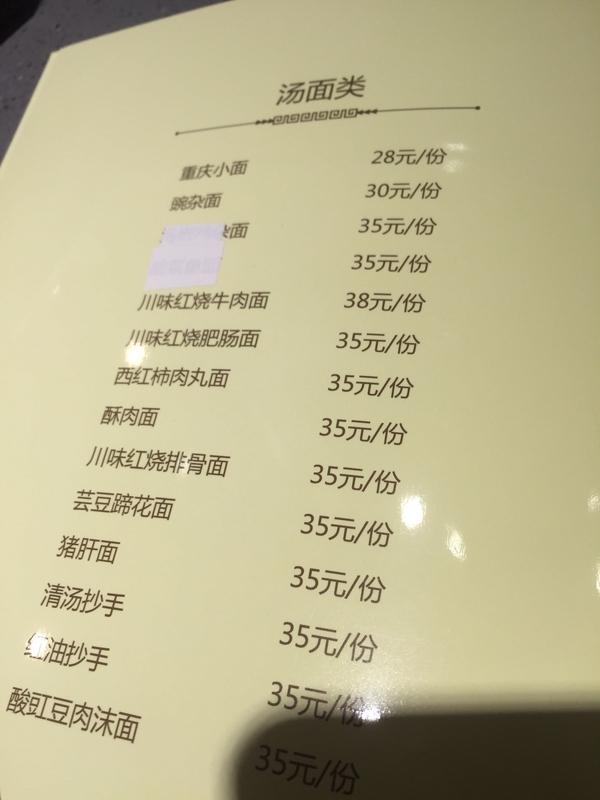 汤面类
重庆小面 28元/份
豌杂面 30元/份
杂面 35元/份
35元/份
川味红烧牛肉面 38元/份
川味红烧肥肠面 35元/份
西红柿肉丸面 35元/份
酥肉面 35元/份
川味红烧排骨面 35元/份
芸豆蹄花面 35元/份
猪肝面 35元/份
清汤抄手 35元/份
红油抄手 35元/份
酸豇豆肉沫面 35元/份